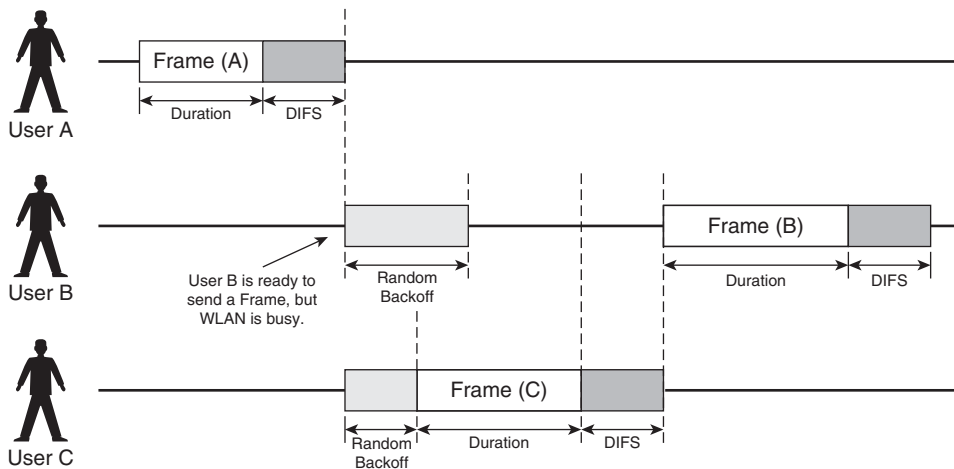 Frame (A)
Duration
DIFS
User A
Frame (B)
User B is ready to
send a Frame, but
WLAN is busy.
Random
Backoff
Duration
DIFS
User B
Frame (C)
Random
Backoff
Duration
DIFS
User C